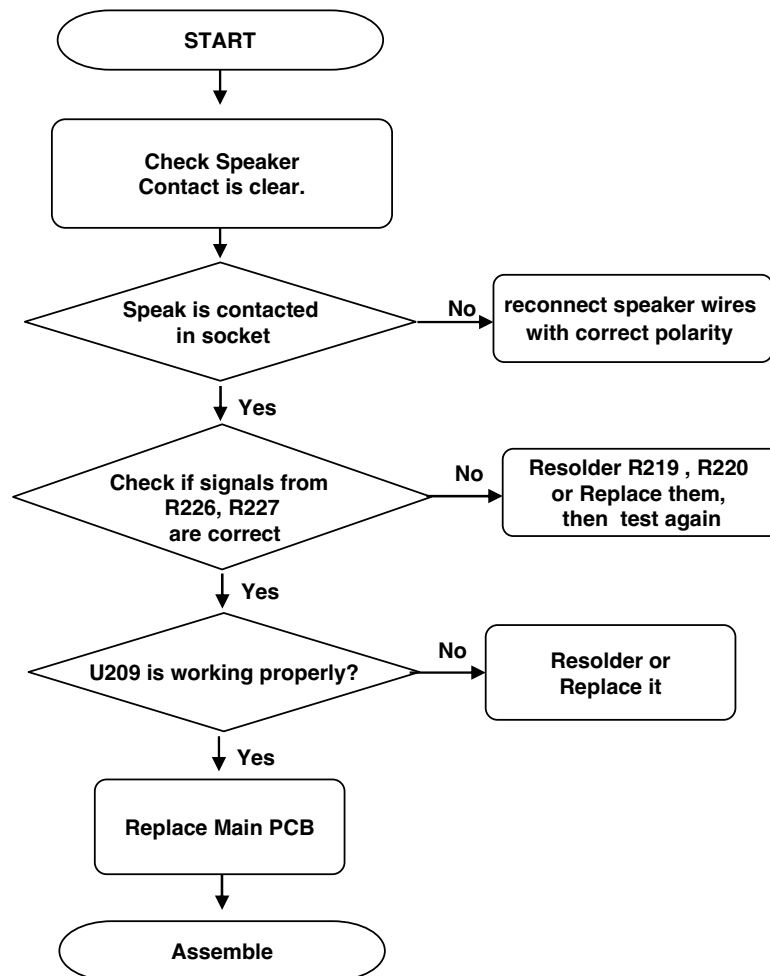 START
Check Speaker
Contact is clear.
Speak is contacted
in socket
No
reconnect speaker wires
with correct polarity
Yes
Check if signals from
R226, R227
are correct
No
Resolder R219 , R220
or Replace them,
then test again
Yes
U209 is working properly?
No
Resolder or
Replace it
Yes
Replace Main PCB
Assemble